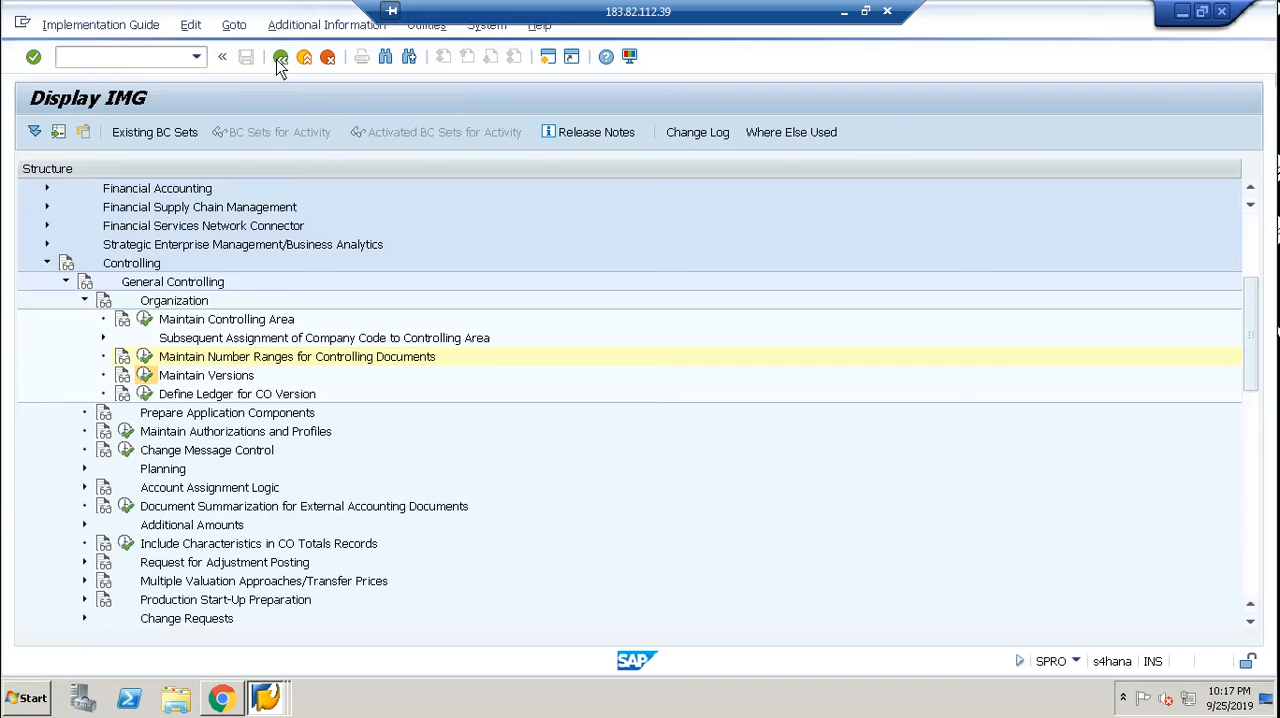 183.82.112.39
Implementation Guide Edit Goto Additional Information Utilities System Help
Display IMG
Existing BC Sets BC Sets for Activity Activated BC Sets for Activity Release Notes Change Log Where Else Used
Structure
Financial Accounting
Financial Supply Chain Management
Financial Services Network Connector
Strategic Enterprise Management/Business Analytics
Controlling
General Controlling
Organization
Maintain Controlling Area
Subsequent Assignment of Company Code to Controlling Area
Maintain Number Ranges for Controlling Documents
Maintain Versions
Define Ledger for CO Version
Prepare Application Components
Maintain Authorizations and Profiles
Change Message Control
Planning
Account Assignment Logic
Document Summarization for External Accounting Documents
Additional Amounts
Include Characteristics in CO Totals Records
Request for Adjustment Posting
Multiple Valuation Approaches/Transfer Prices
Production Start-Up Preparation
Change Requests
SAP
SPRO s4hana INS
Start
10:17 PM
9/25/2019